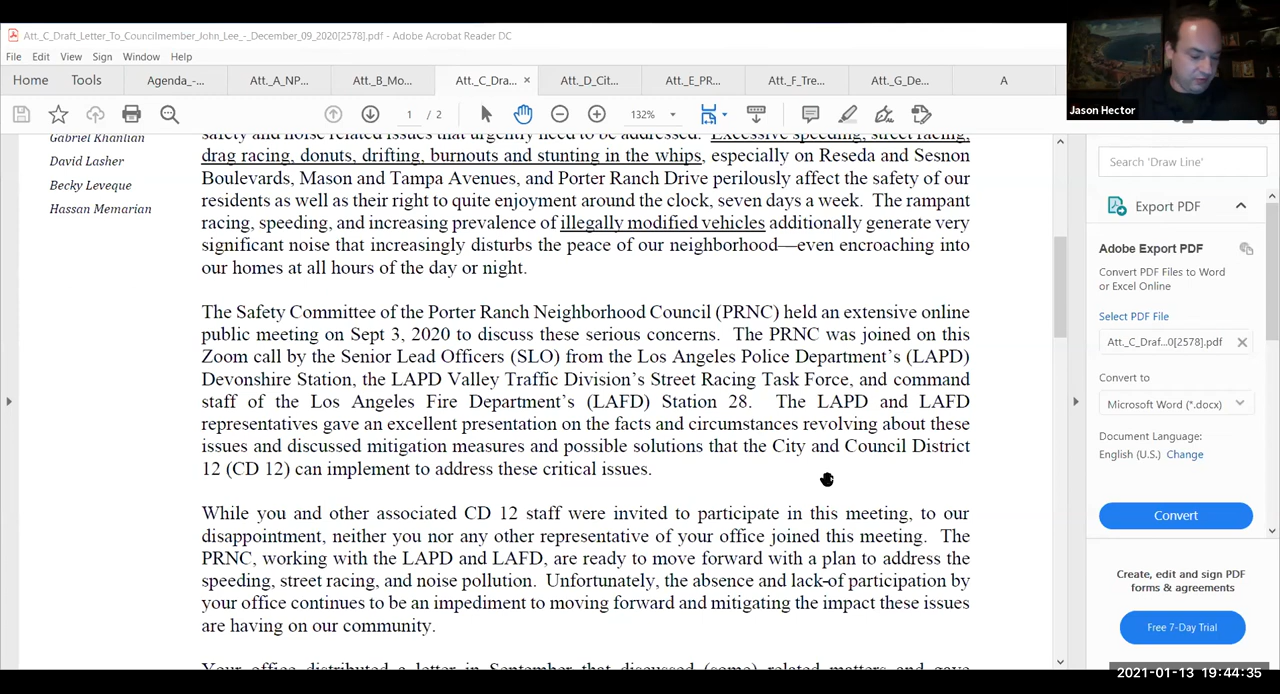 Att._C_Draft_Letter_To_Councilmember_John_Lee_-_December_09_2020[2578].pdf - Adobe Acrobat Reader DC
File Edit View Sign Window Help
Home Tools Agenda_-... Att._A_NP... Att._B_Mo... Att._C_Dra... × Att._D_Cit... Att._E_PR... Att._F_Tre... Att._G_De... A
Jason Hector
1 / 2 132%
Gabriel Khanlian
David Lasher
Becky Leveque
Hassan Memarian
safety and noise related issues that urgently need to be addressed. Excessive speeding, street racing,
drag racing, donuts, drifting, burnouts and stunting in the whips, especially on Reseda and Sesnon
Boulevards, Mason and Tampa Avenues, and Porter Ranch Drive perilously affect the safety of our
residents as well as their right to quite enjoyment around the clock, seven days a week. The rampant
racing, speeding, and increasing prevalence of illegally modified vehicles additionally generate very
significant noise that increasingly disturbs the peace of our neighborhood—even encroaching into
our homes at all hours of the day or night.
The Safety Committee of the Porter Ranch Neighborhood Council (PRNC) held an extensive online
public meeting on Sept 3, 2020 to discuss these serious concerns. The PRNC was joined on this
Zoom call by the Senior Lead Officers (SLO) from the Los Angeles Police Department's (LAPD)
Devonshire Station, the LAPD Valley Traffic Division's Street Racing Task Force, and command
staff of the Los Angeles Fire Department's (LAFD) Station 28. The LAPD and LAFD
representatives gave an excellent presentation on the facts and circumstances revolving about these
issues and discussed mitigation measures and possible solutions that the City and Council District
12 (CD 12) can implement to address these critical issues.
While you and other associated CD 12 staff were invited to participate in this meeting, to our
disappointment, neither you nor any other representative of your office joined this meeting. The
PRNC, working with the LAPD and LAFD, are ready to move forward with a plan to address the
speeding, street racing, and noise pollution. Unfortunately, the absence and lack-of participation by
your office continues to be an impediment to moving forward and mitigating the impact these issues
are having on our community.
Your office distributed a letter in September that discussed (some) related matters and gave
Search 'Draw Line'
Export PDF
Adobe Export PDF
Convert PDF Files to Word
or Excel Online
Select PDF File
Att._C_Draf...0[2578].pdf
Convert to
Microsoft Word (*.docx)
Document Language:
English (U.S.) Change
Convert
Create, edit and sign PDF
forms & agreements
Free 7-Day Trial
2021-01-13 19:44:35